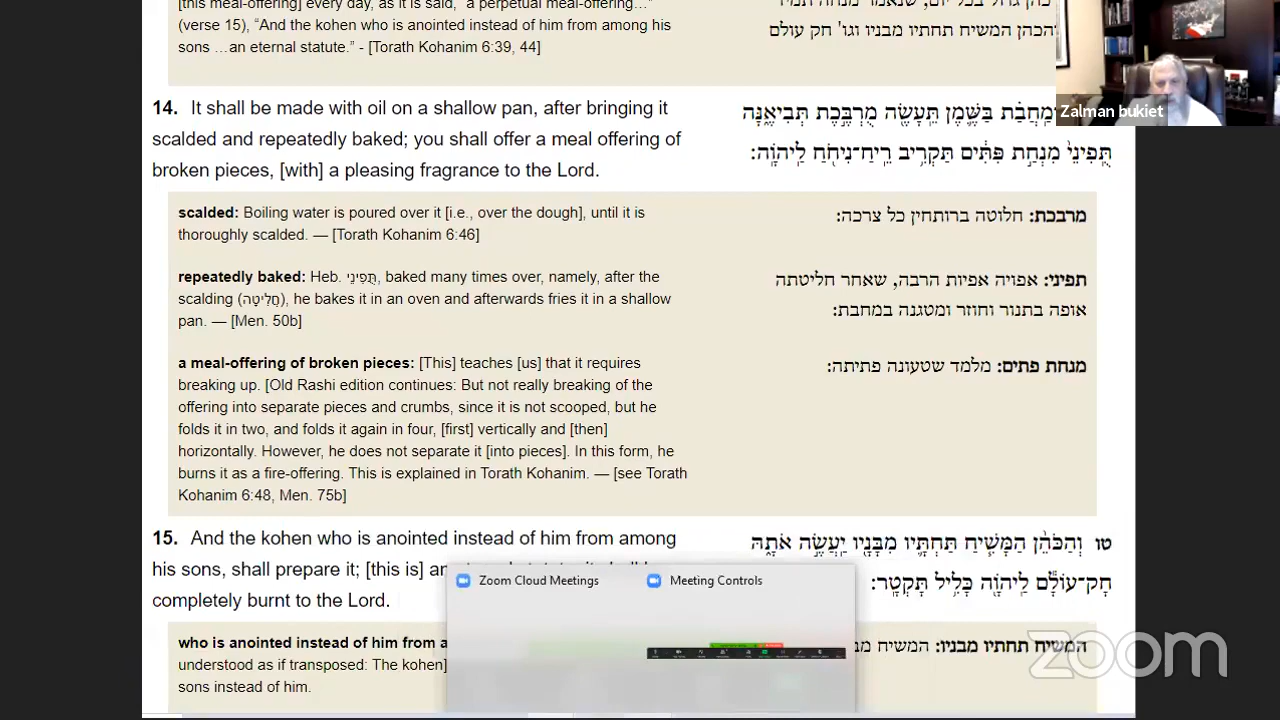 [this meal-offering] every day, as it is said, “a perpetual meal-offering…”
(verse 15), “And the kohen who is anointed instead of him from among his
sons …an eternal statute.” - [Torath Kohanim 6:39, 44]
כהן גדול בכל יום, שנאמר מנחה תמיד
והכהן המשיח תחתיו מבניו וגו' חק עולם
Zalman bukiet
14. It shall be made with oil on a shallow pan, after bringing it
scalded and repeatedly baked; you shall offer a meal offering of
broken pieces, [with] a pleasing fragrance to the Lord.
מַֽחֲבַ֗ת בַּשֶּׁ֛מֶן תֵּֽעָשֶׂ֖ה מֻרְבֶּ֣כֶת תְּבִיאֶ֑נָּה
תֻּֽפִינֵי֙ מִנְחַ֣ת פִּתִּ֔ים תַּקְרִ֥יב רֵֽיחַ־נִיחֹ֖חַ לַֽיהֹוָֽה:
scalded: Boiling water is poured over it [i.e., over the dough], until it is
thoroughly scalded. — [Torath Kohanim 6:46]
מרבכת: חלוטה ברותחין כל צרכה:
repeatedly baked: Heb. תֻּפִינֵי, baked many times over, namely, after the
scalding (חֲלִיטָה), he bakes it in an oven and afterwards fries it in a shallow
pan. — [Men. 50b]
תפיני: אפויה אפיות הרבה, שאחר חליטתה
אופה בתנור וחוזר ומטגנה במחבת:
a meal-offering of broken pieces: [This] teaches [us] that it requires
breaking up. [Old Rashi edition continues: But not really breaking of the
offering into separate pieces and crumbs, since it is not scooped, but he
folds it in two, and folds it again in four, [first] vertically and [then]
horizontally. However, he does not separate it [into pieces]. In this form, he
burns it as a fire-offering. This is explained in Torath Kohanim. — [see Torath
Kohanim 6:48, Men. 75b]
מנחת פתים: מלמד שטעונה פתיתה:
15. And the kohen who is anointed instead of him from among
his sons, shall prepare it; [this is] an
completely burnt to the Lord.
טו וְהַכֹּהֵ֨ן הַמָּשִׁ֧יחַ תַּחְתָּ֛יו מִבָּנָ֖יו יַֽעֲשֶׂ֣ה אֹתָ֑הּ
חָק־עוֹלָ֕ם לַֽיהֹוָ֖ה כָּלִ֥יל תָּקְטָֽר:
Zoom Cloud Meetings
Meeting Controls
who is anointed instead of him from a
understood as if transposed: The kohen]
sons instead of him.
המשיח תחתיו מבניו: המשיח מב
zoom